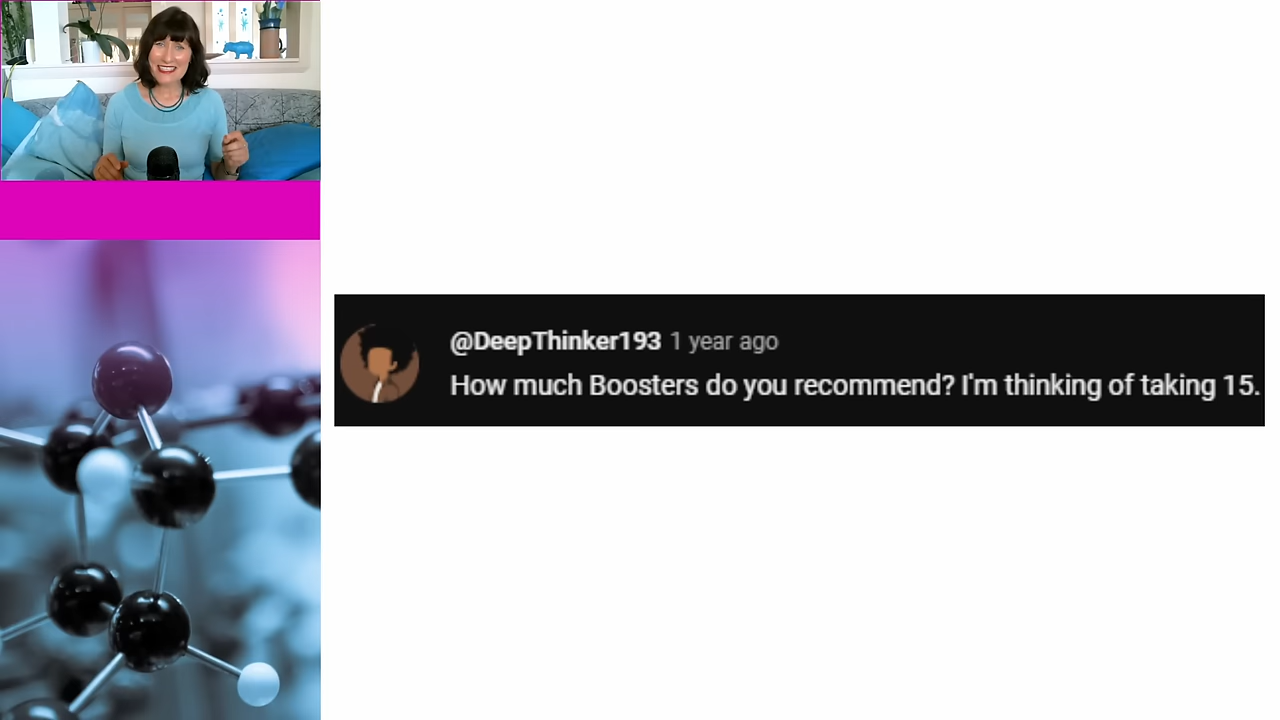 @DeepThinker193 1 year ago
How much Boosters do you recommend? I'm thinking of taking 15.